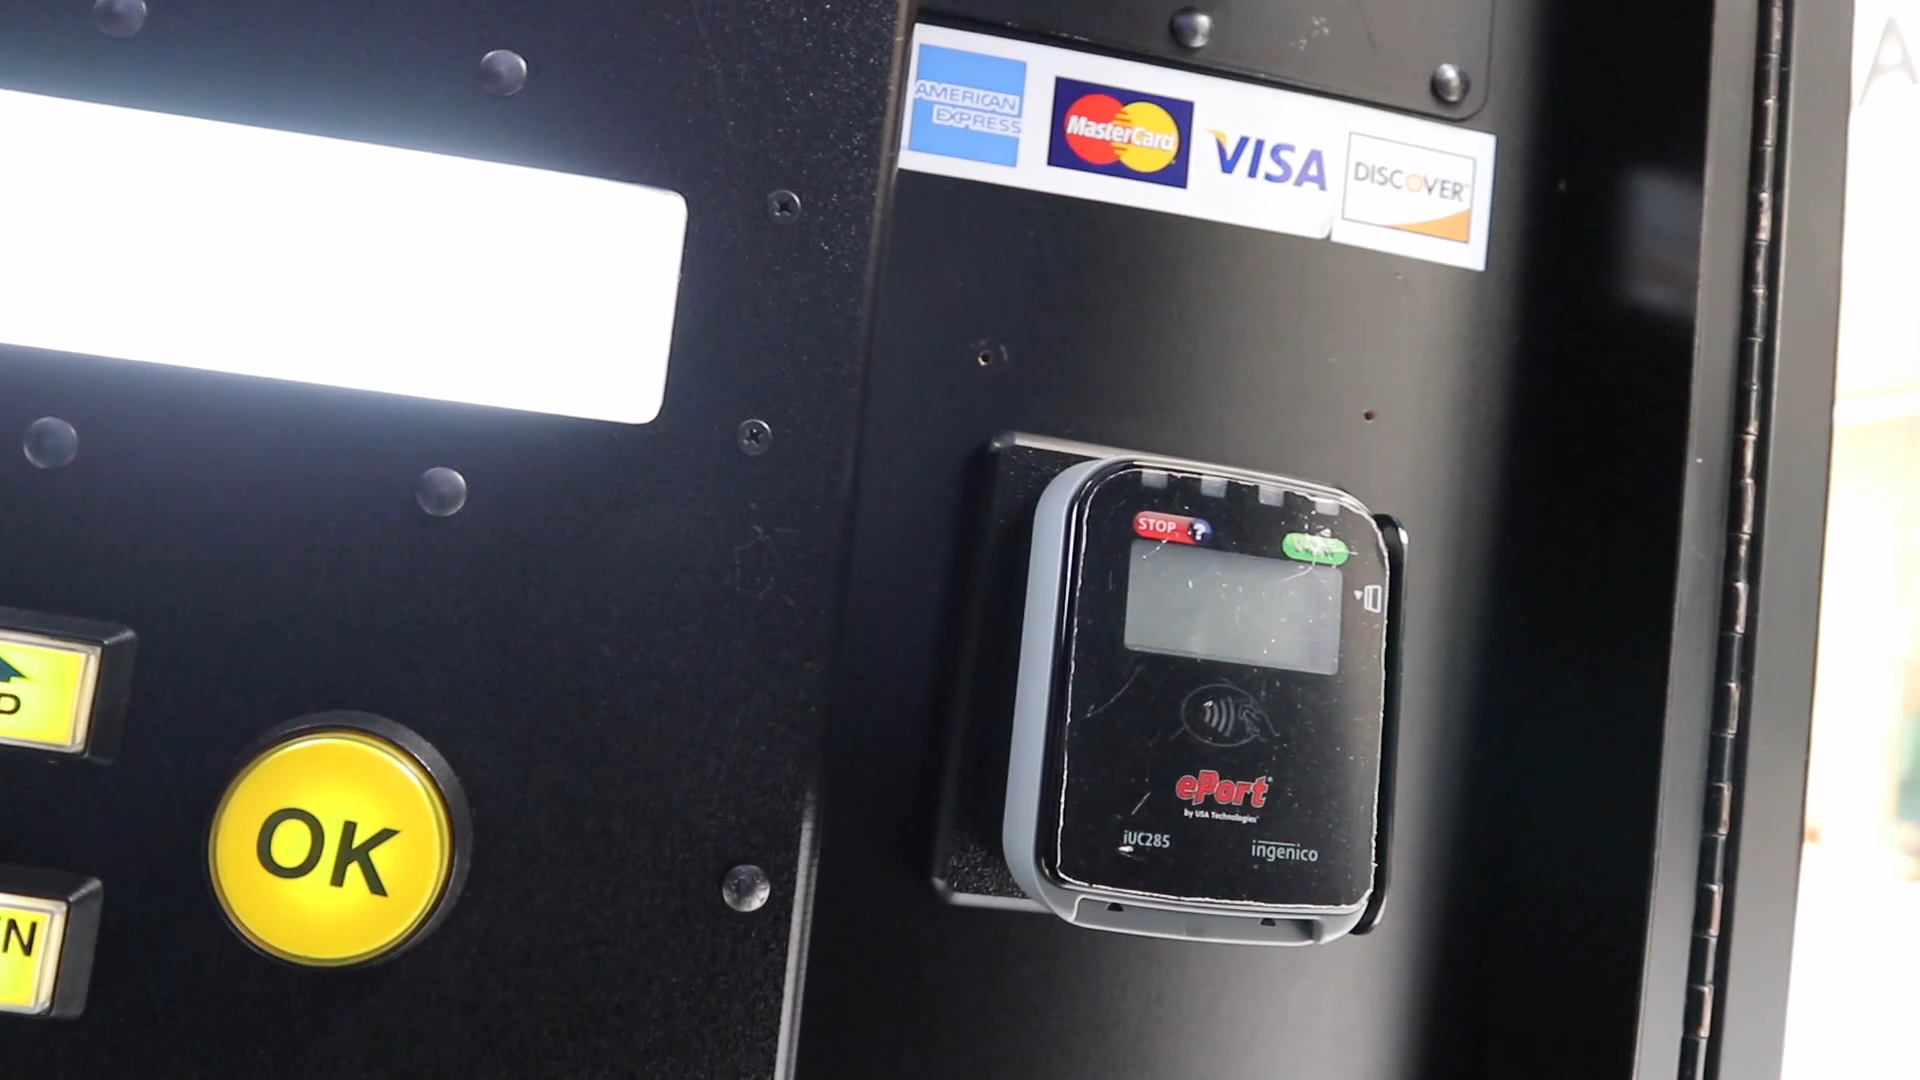 AMERICAN
EXPRESS
MasterCard
VISA
DISCOVER
STOP ?
ePort
by USA Technologies
iUC285
ingenico
OK